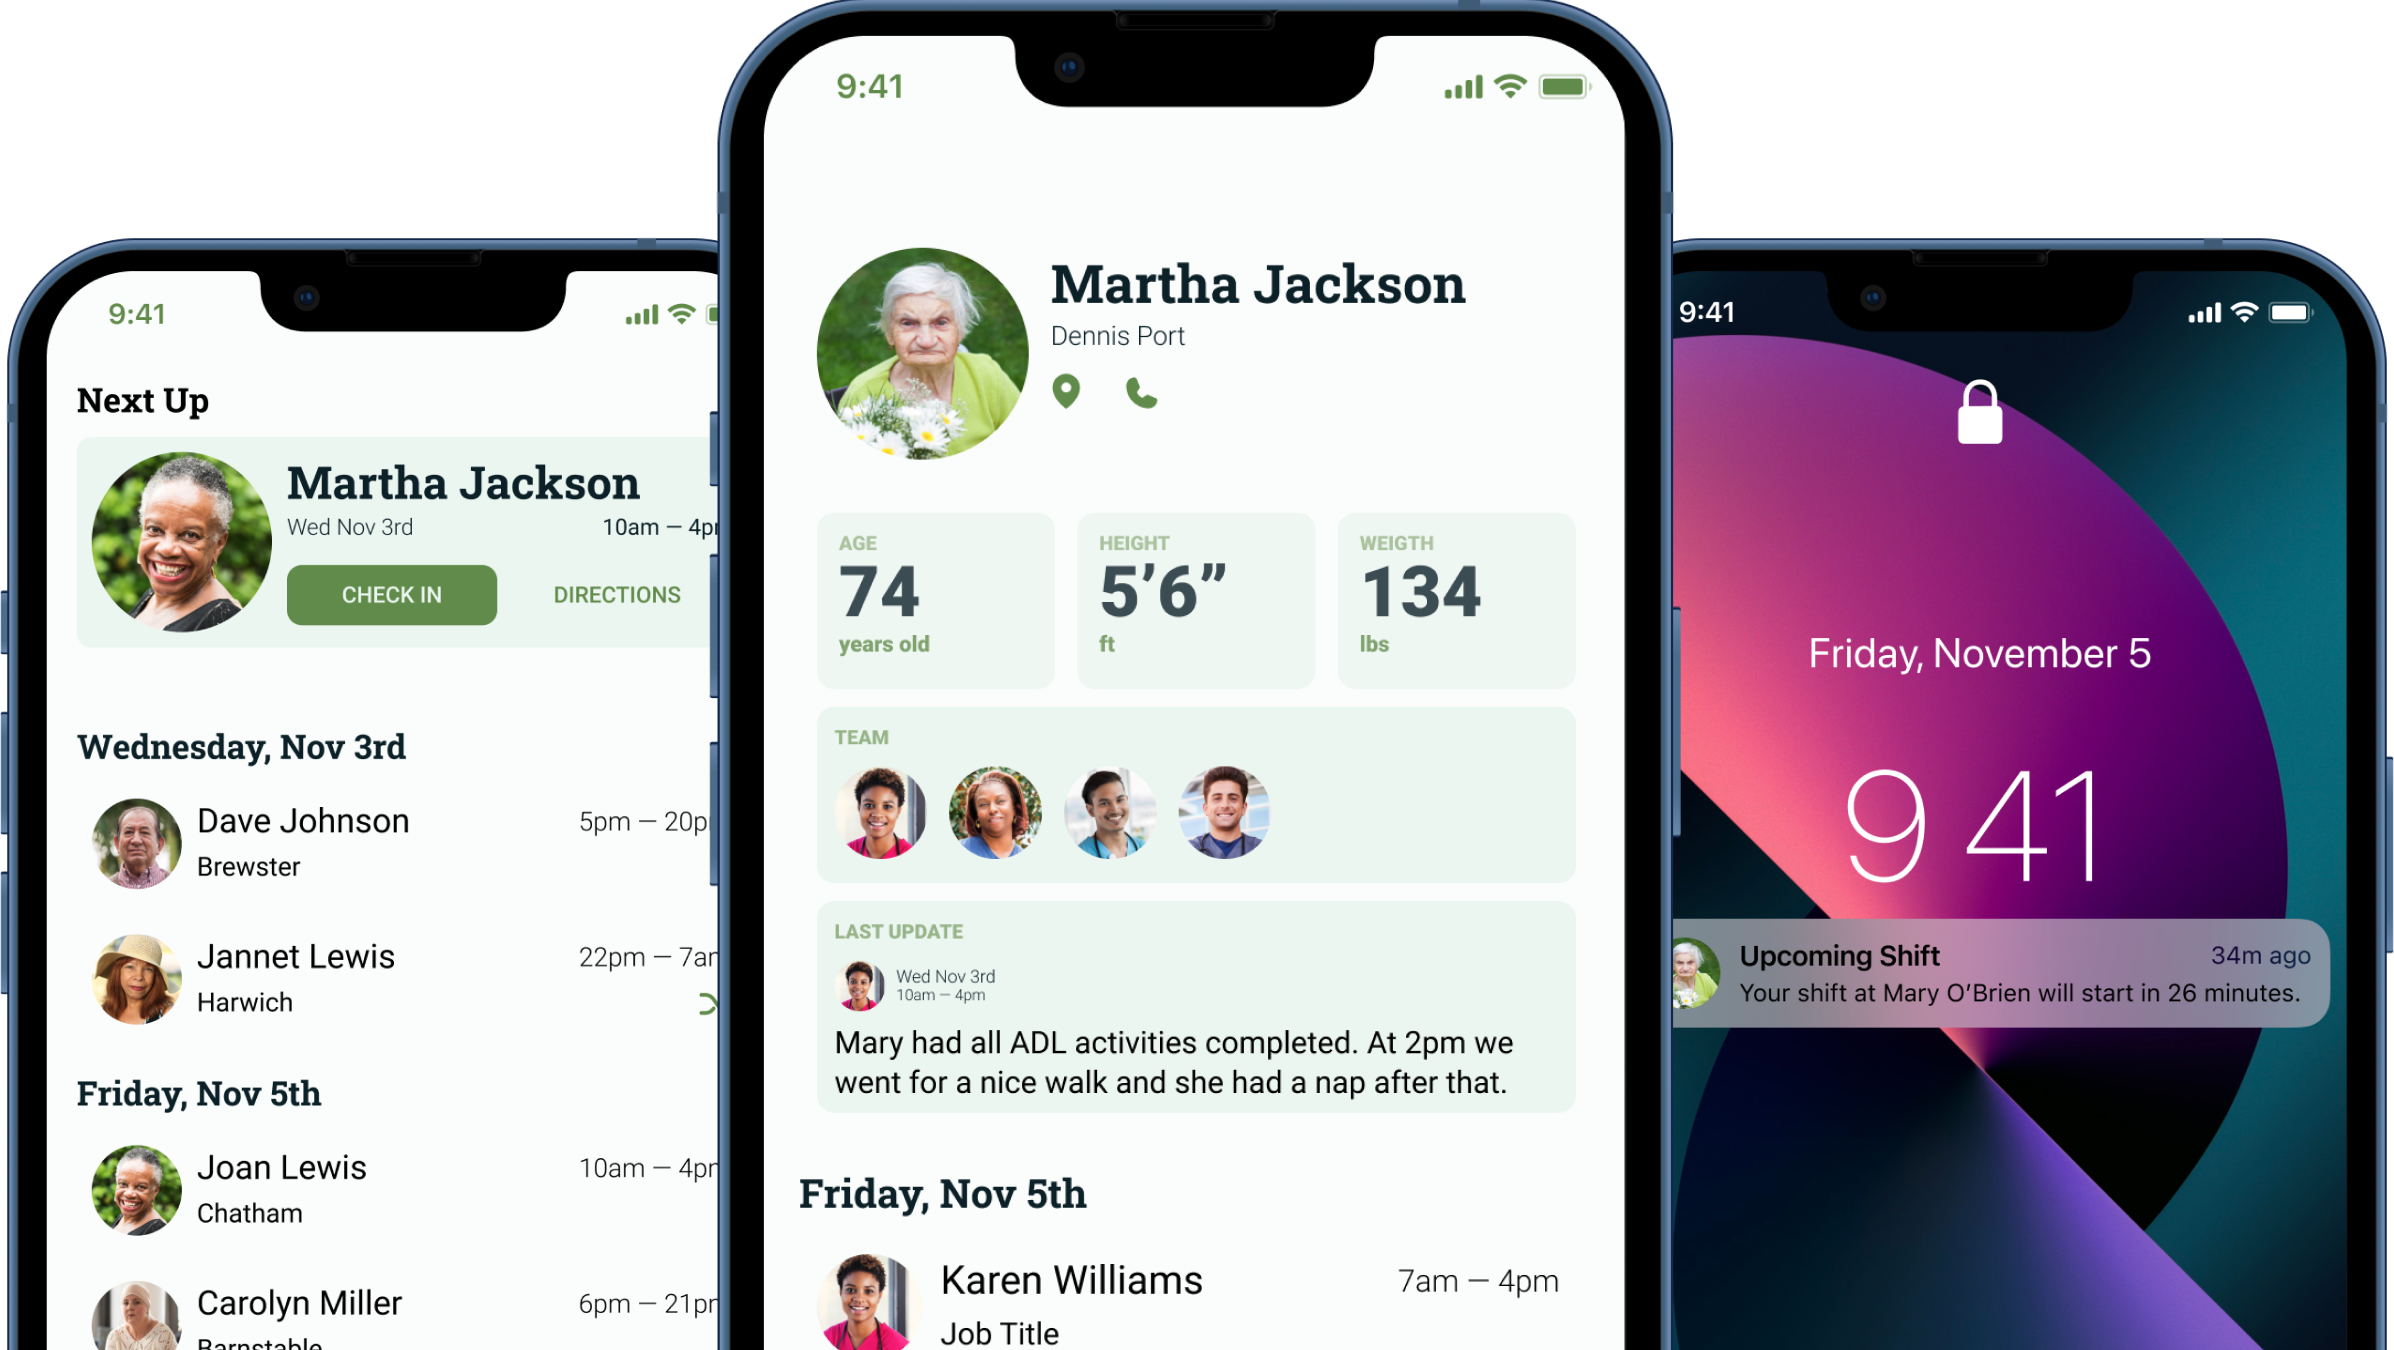 9:41
Next Up
Martha Jackson
Wed Nov 3rd 10am — 4p
CHECK IN DIRECTIONS
Wednesday, Nov 3rd
Dave Johnson 5pm — 20p
Brewster
Jannet Lewis 22pm — 7a
Harwich
Friday, Nov 5th
Joan Lewis 10am — 4p
Chatham
Carolyn Miller 6pm — 21p
Barnstable
9:41
Martha Jackson
Dennis Port
AGE HEIGHT WEIGTH
74 5’6” 134
years old ft lbs
TEAM
LAST UPDATE
Wed Nov 3rd
10am — 4pm
Mary had all ADL activities completed. At 2pm we
went for a nice walk and she had a nap after that.
Friday, Nov 5th
Karen Williams 7am — 4pm
Job Title
9:41
Friday, November 5
9 41
Upcoming Shift 34m ago
Your shift at Mary O’Brien will start in 26 minutes.